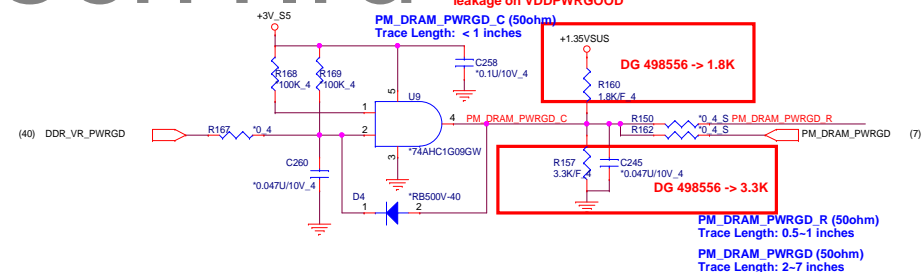 leakage on VDDPWRGOOD
+3V_S5
PM_DRAM_PWRGD_C (50ohm)
Trace Length: < 1 inches
+1.35VSUS
DG 498556 -> 1.8K
C258
*0.1U/10V_4
R168
*100K_4
R169
*100K_4
R160
1.8K/F_4
5
U9
1
2
4
3
*74AHC1G09GW
PM_DRAM_PWRGD_C
R150
*0_4_S
PM_DRAM_PWRGD_R
R162
*0_4_S
PM_DRAM_PWRGD
(7)
(40)
DDR_VR_PWRGD
R167
*0_4
C260
*0.047U/10V_4
D4
*RB500V-40
1
2
R157
3.3K/F_4
C245
*0.047U/10V_4
DG 498556 -> 3.3K
PM_DRAM_PWRGD_R (50ohm)
Trace Length: 0.5~1 inches
PM_DRAM_PWRGD (50ohm)
Trace Length: 2~7 inches